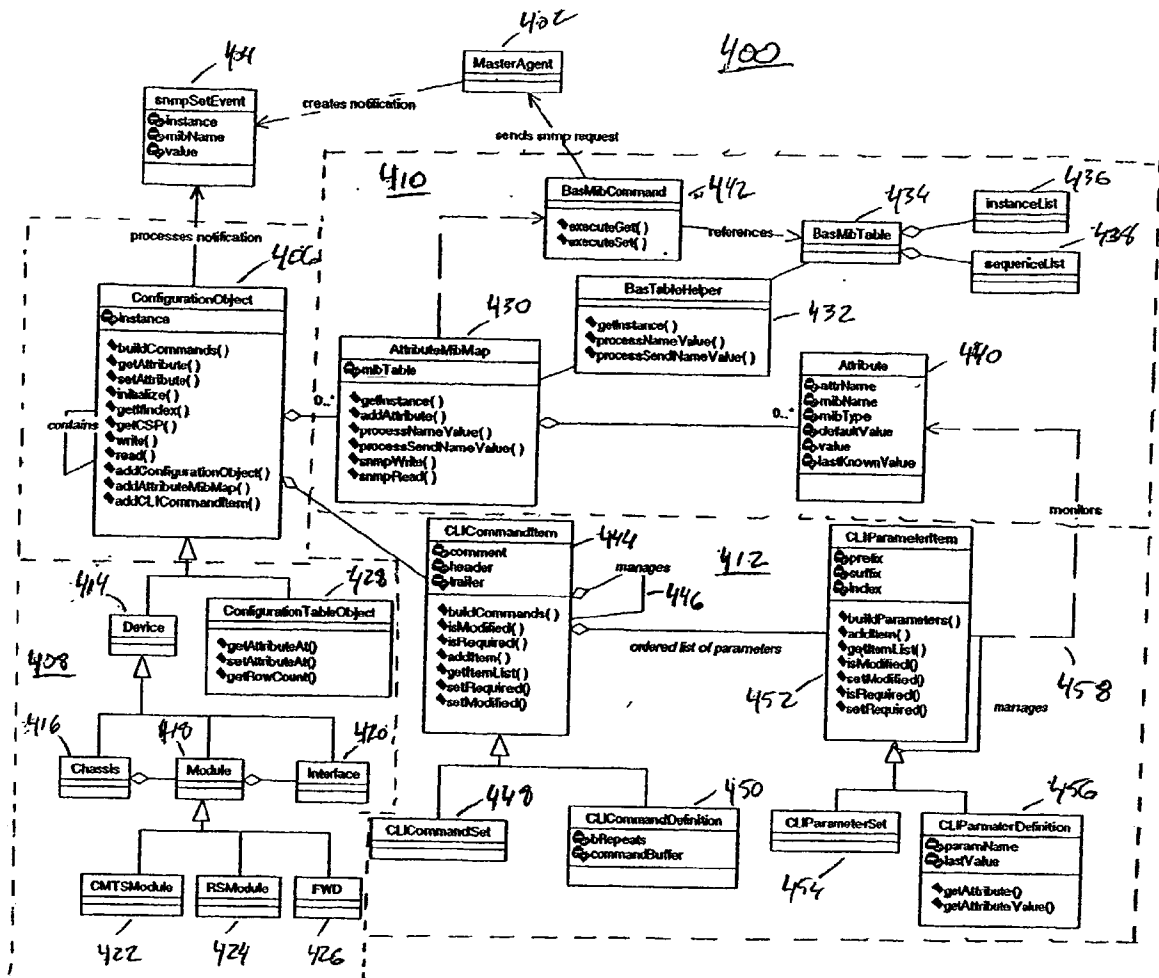 400
402
MasterAgent
404
snmpSetEvent
instance
mibName
value
creates notification
sends snmp request
processes notification
410
BasMibCommand
executeGet( )
executeSet( )
442
references
434
BasMibTable
436
instanceList
438
sequenceList
406
ConfigurationObject
instance
buildCommands( )
getAttribute( )
setAttribute( )
initialize( )
getIfIndex( )
getCSP( )
write( )
read( )
addConfigurationObject( )
addAttributeMibMap( )
addCLICommandItem( )
contains
0..*
430
AttributeMibMap
mibTable
getInstance( )
addAttribute( )
processNameValue( )
processSendNameValue( )
snmpWrite( )
snmpRead( )
BasTableHelper
getInstance( )
processNameValue( )
processSendNameValue( )
432
0..*
440
Attribute
attrName
mibName
mibType
defaultValue
value
lastKnownValue
monitors
408
414
Device
428
ConfigurationTableObject
getAttributeAt()
setAttributeAt()
getRowCount()
416
Chassis
418
Module
420
Interface
CMTSModule
422
RSModule
424
FWD
426
412
CLICommandItem
comment
header
trailer
buildCommands( )
isModified( )
isRequired( )
addItem( )
getItemList( )
setRequired()
setModified()
444
manages
446
ordered list of parameters
CLIParameterItem
prefix
suffix
index
buildParameters( )
addItem( )
getItemList( )
isModified()
setModified()
isRequired( )
setRequired()
452
458
manages
448
CLICommandSet
450
CLICommandDefinition
bRepeats
commandBuffer
CLIParameterSet
454
456
CLIParmaterDefinition
paramName
lastValue
getAttribute()
getAttributeValue()